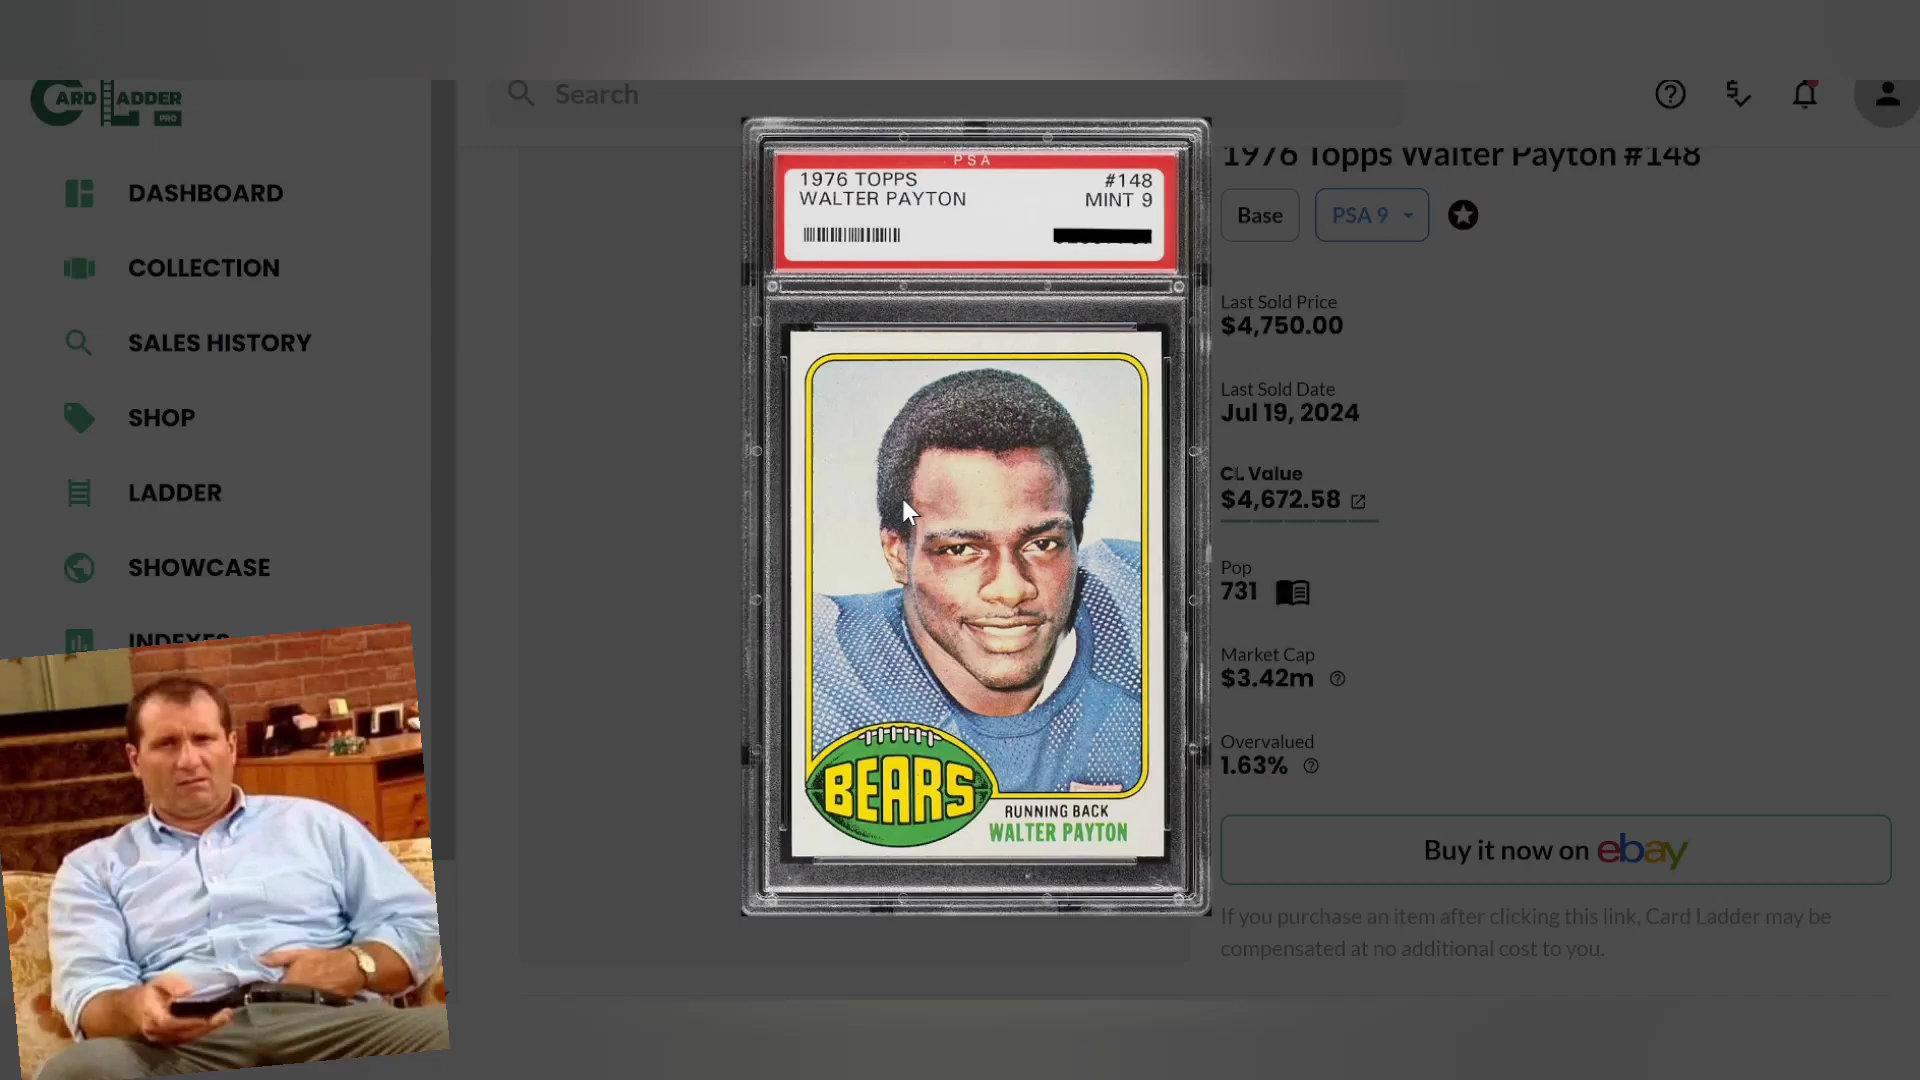 CARD LADDER
PRO
Search
DASHBOARD
COLLECTION
SALES HISTORY
SHOP
LADDER
SHOWCASE
INDEXES
PSA
1976 TOPPS #148
WALTER PAYTON MINT 9
BEARS
RUNNING BACK
WALTER PAYTON
1976 Topps Walter Payton #148
Base
PSA 9
Last Sold Price
$4,750.00
Last Sold Date
Jul 19, 2024
CL Value
$4,672.58
Pop
731
Market Cap
$3.42m
Overvalued
1.63%
Buy it now on ebay
If you purchase an item after clicking this link, Card Ladder may be
compensated at no additional cost to you.